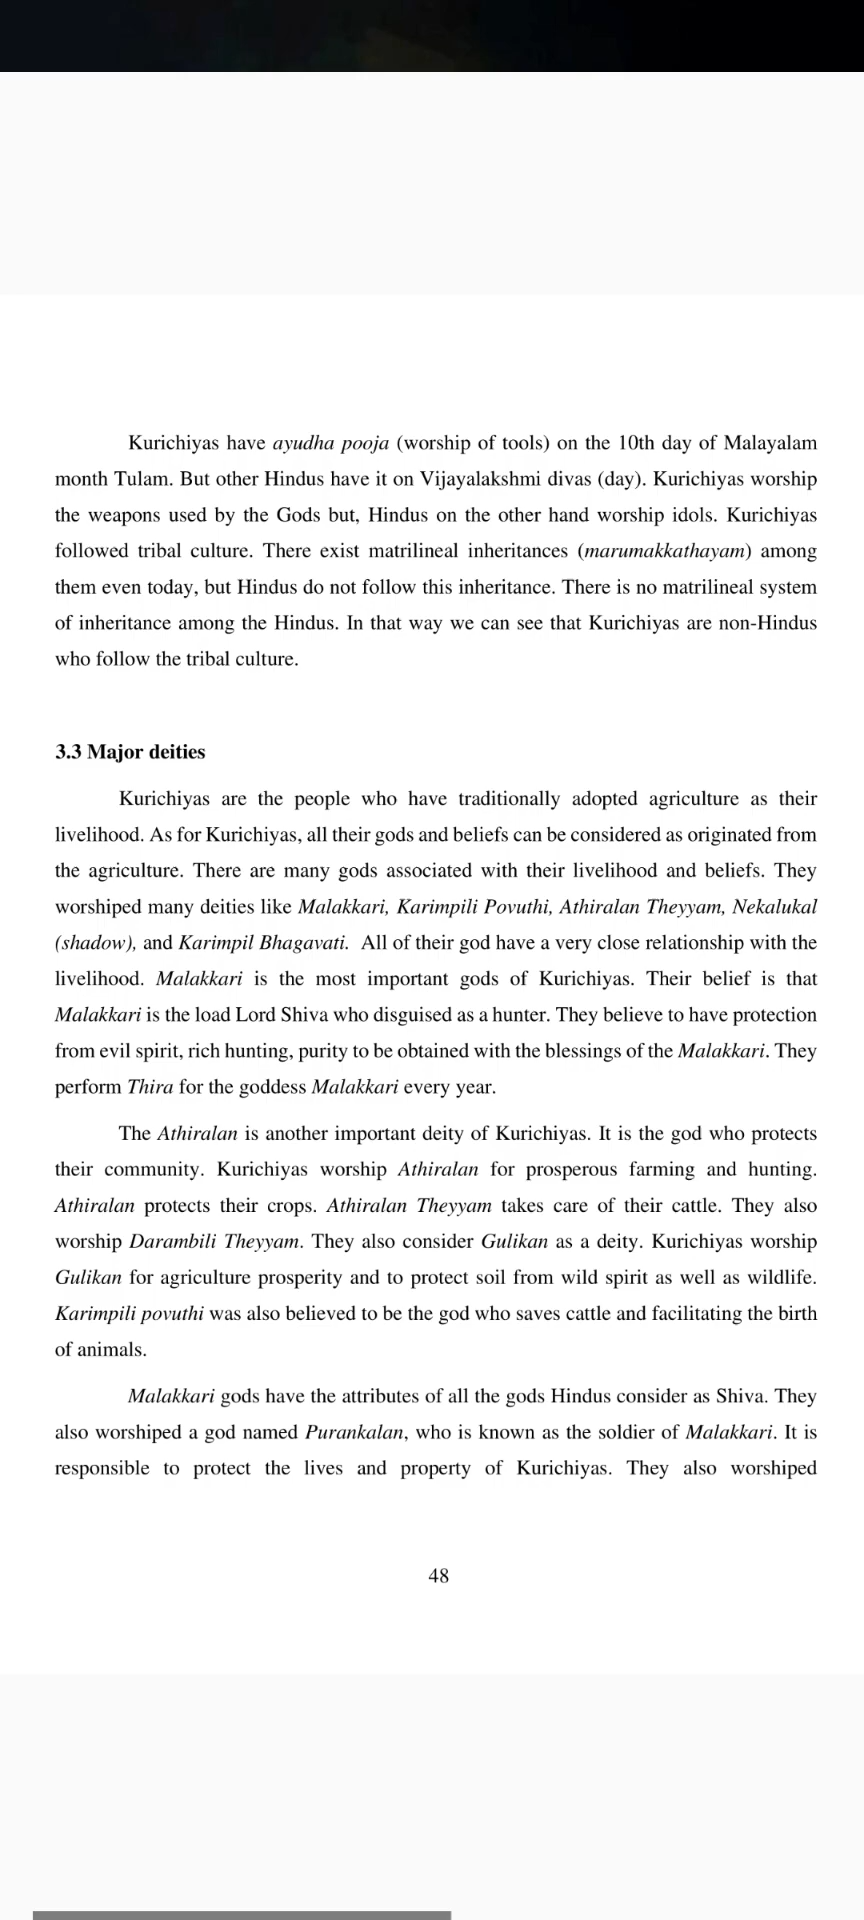 Kurichiyas have ayudha pooja (worship of tools) on the 10th day of Malayalam
month Tulam. But other Hindus have it on Vijayalakshmi divas (day). Kurichiyas worship
the weapons used by the Gods but, Hindus on the other hand worship idols. Kurichiyas
followed tribal culture. There exist matrilineal inheritances (marumakkathayam) among
them even today, but Hindus do not follow this inheritance. There is no matrilineal system
of inheritance among the Hindus. In that way we can see that Kurichiyas are non-Hindus
who follow the tribal culture.
3.3 Major deities
Kurichiyas are the people who have traditionally adopted agriculture as their
livelihood. As for Kurichiyas, all their gods and beliefs can be considered as originated from
the agriculture. There are many gods associated with their livelihood and beliefs. They
worshiped many deities like Malakkari, Karimpili Povuthi, Athiralan Theyyam, Nekalukal
(shadow), and Karimpil Bhagavati. All of their god have a very close relationship with the
livelihood. Malakkari is the most important gods of Kurichiyas. Their belief is that
Malakkari is the load Lord Shiva who disguised as a hunter. They believe to have protection
from evil spirit, rich hunting, purity to be obtained with the blessings of the Malakkari. They
perform Thira for the goddess Malakkari every year.
The Athiralan is another important deity of Kurichiyas. It is the god who protects
their community. Kurichiyas worship Athiralan for prosperous farming and hunting.
Athiralan protects their crops. Athiralan Theyyam takes care of their cattle. They also
worship Darambili Theyyam. They also consider Gulikan as a deity. Kurichiyas worship
Gulikan for agriculture prosperity and to protect soil from wild spirit as well as wildlife.
Karimpili povuthi was also believed to be the god who saves cattle and facilitating the birth
of animals.
Malakkari gods have the attributes of all the gods Hindus consider as Shiva. They
also worshiped a god named Purankalan, who is known as the soldier of Malakkari. It is
responsible to protect the lives and property of Kurichiyas. They also worshiped
48